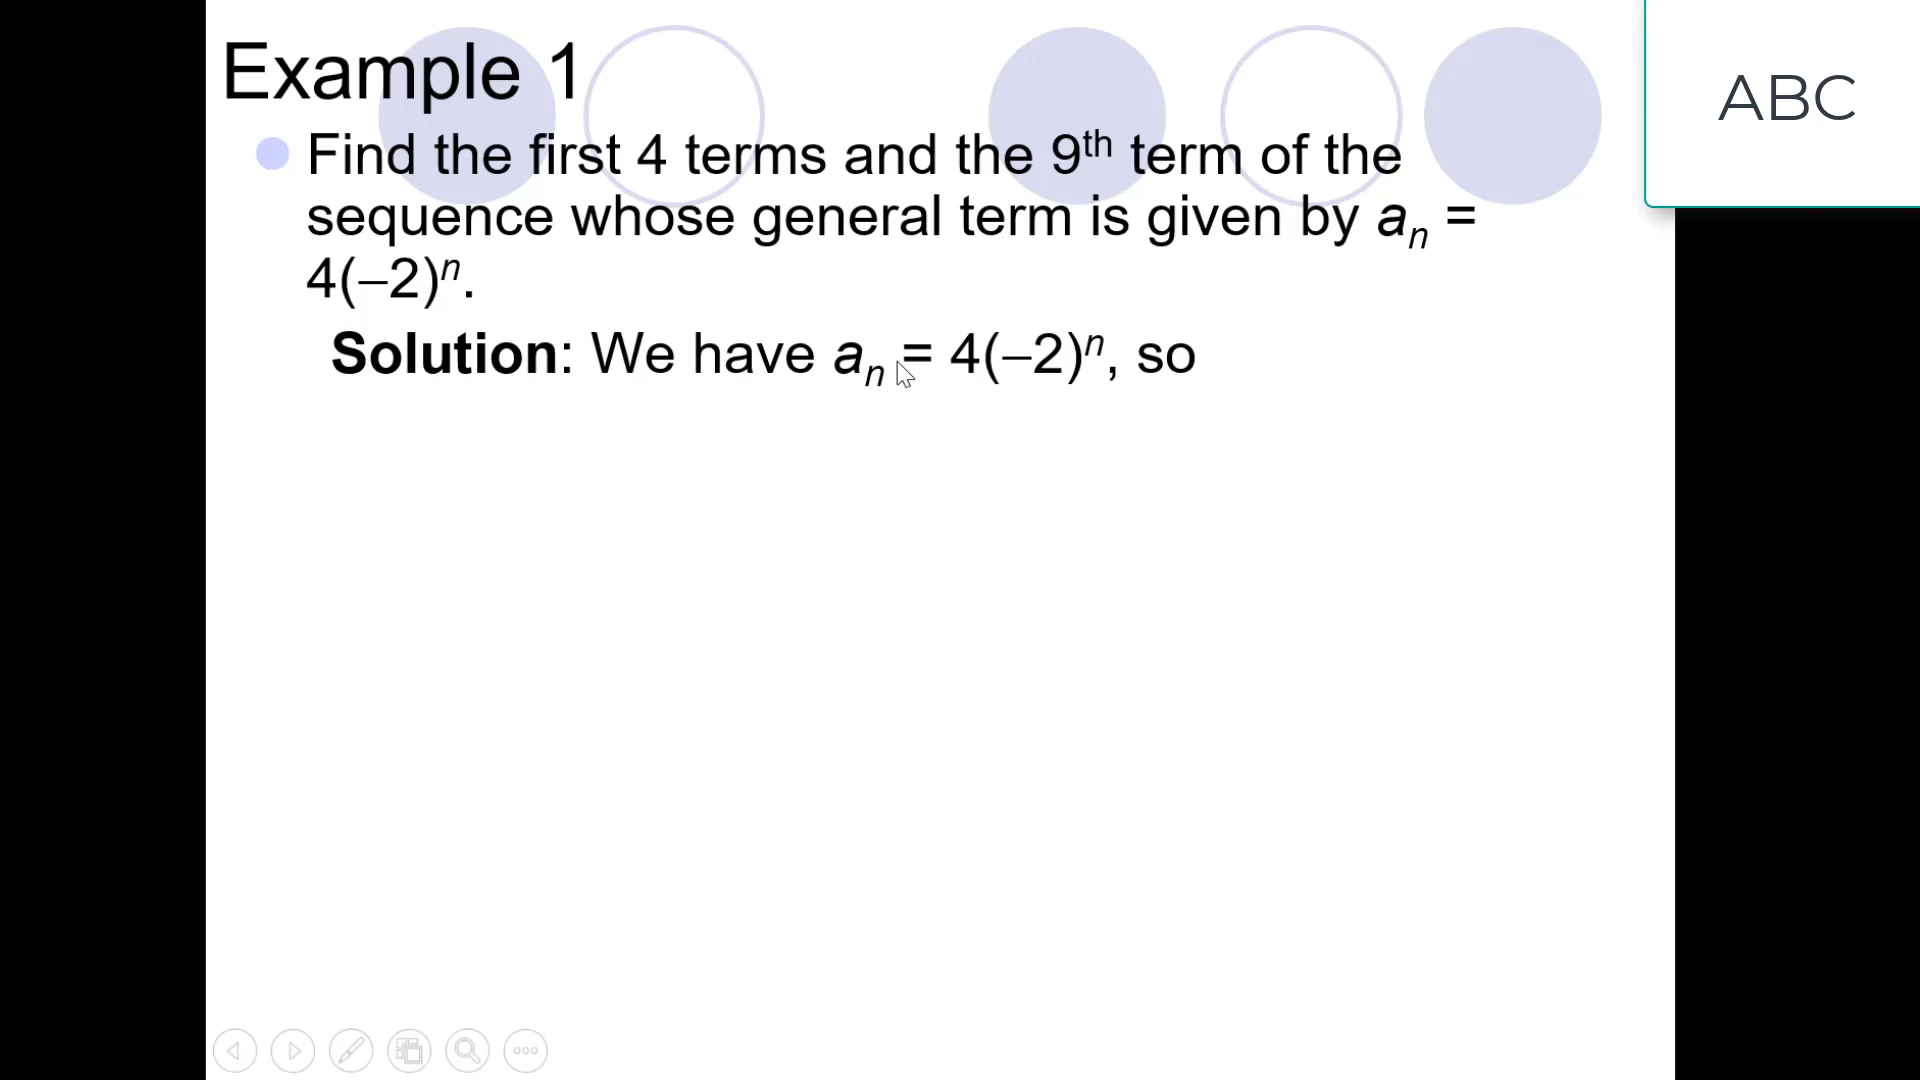 Example 1
ABC
Find the first 4 terms and the 9th term of the
sequence whose general term is given by aₙ =
4(–2)ⁿ.
Solution: We have aₙ = 4(–2)ⁿ, so